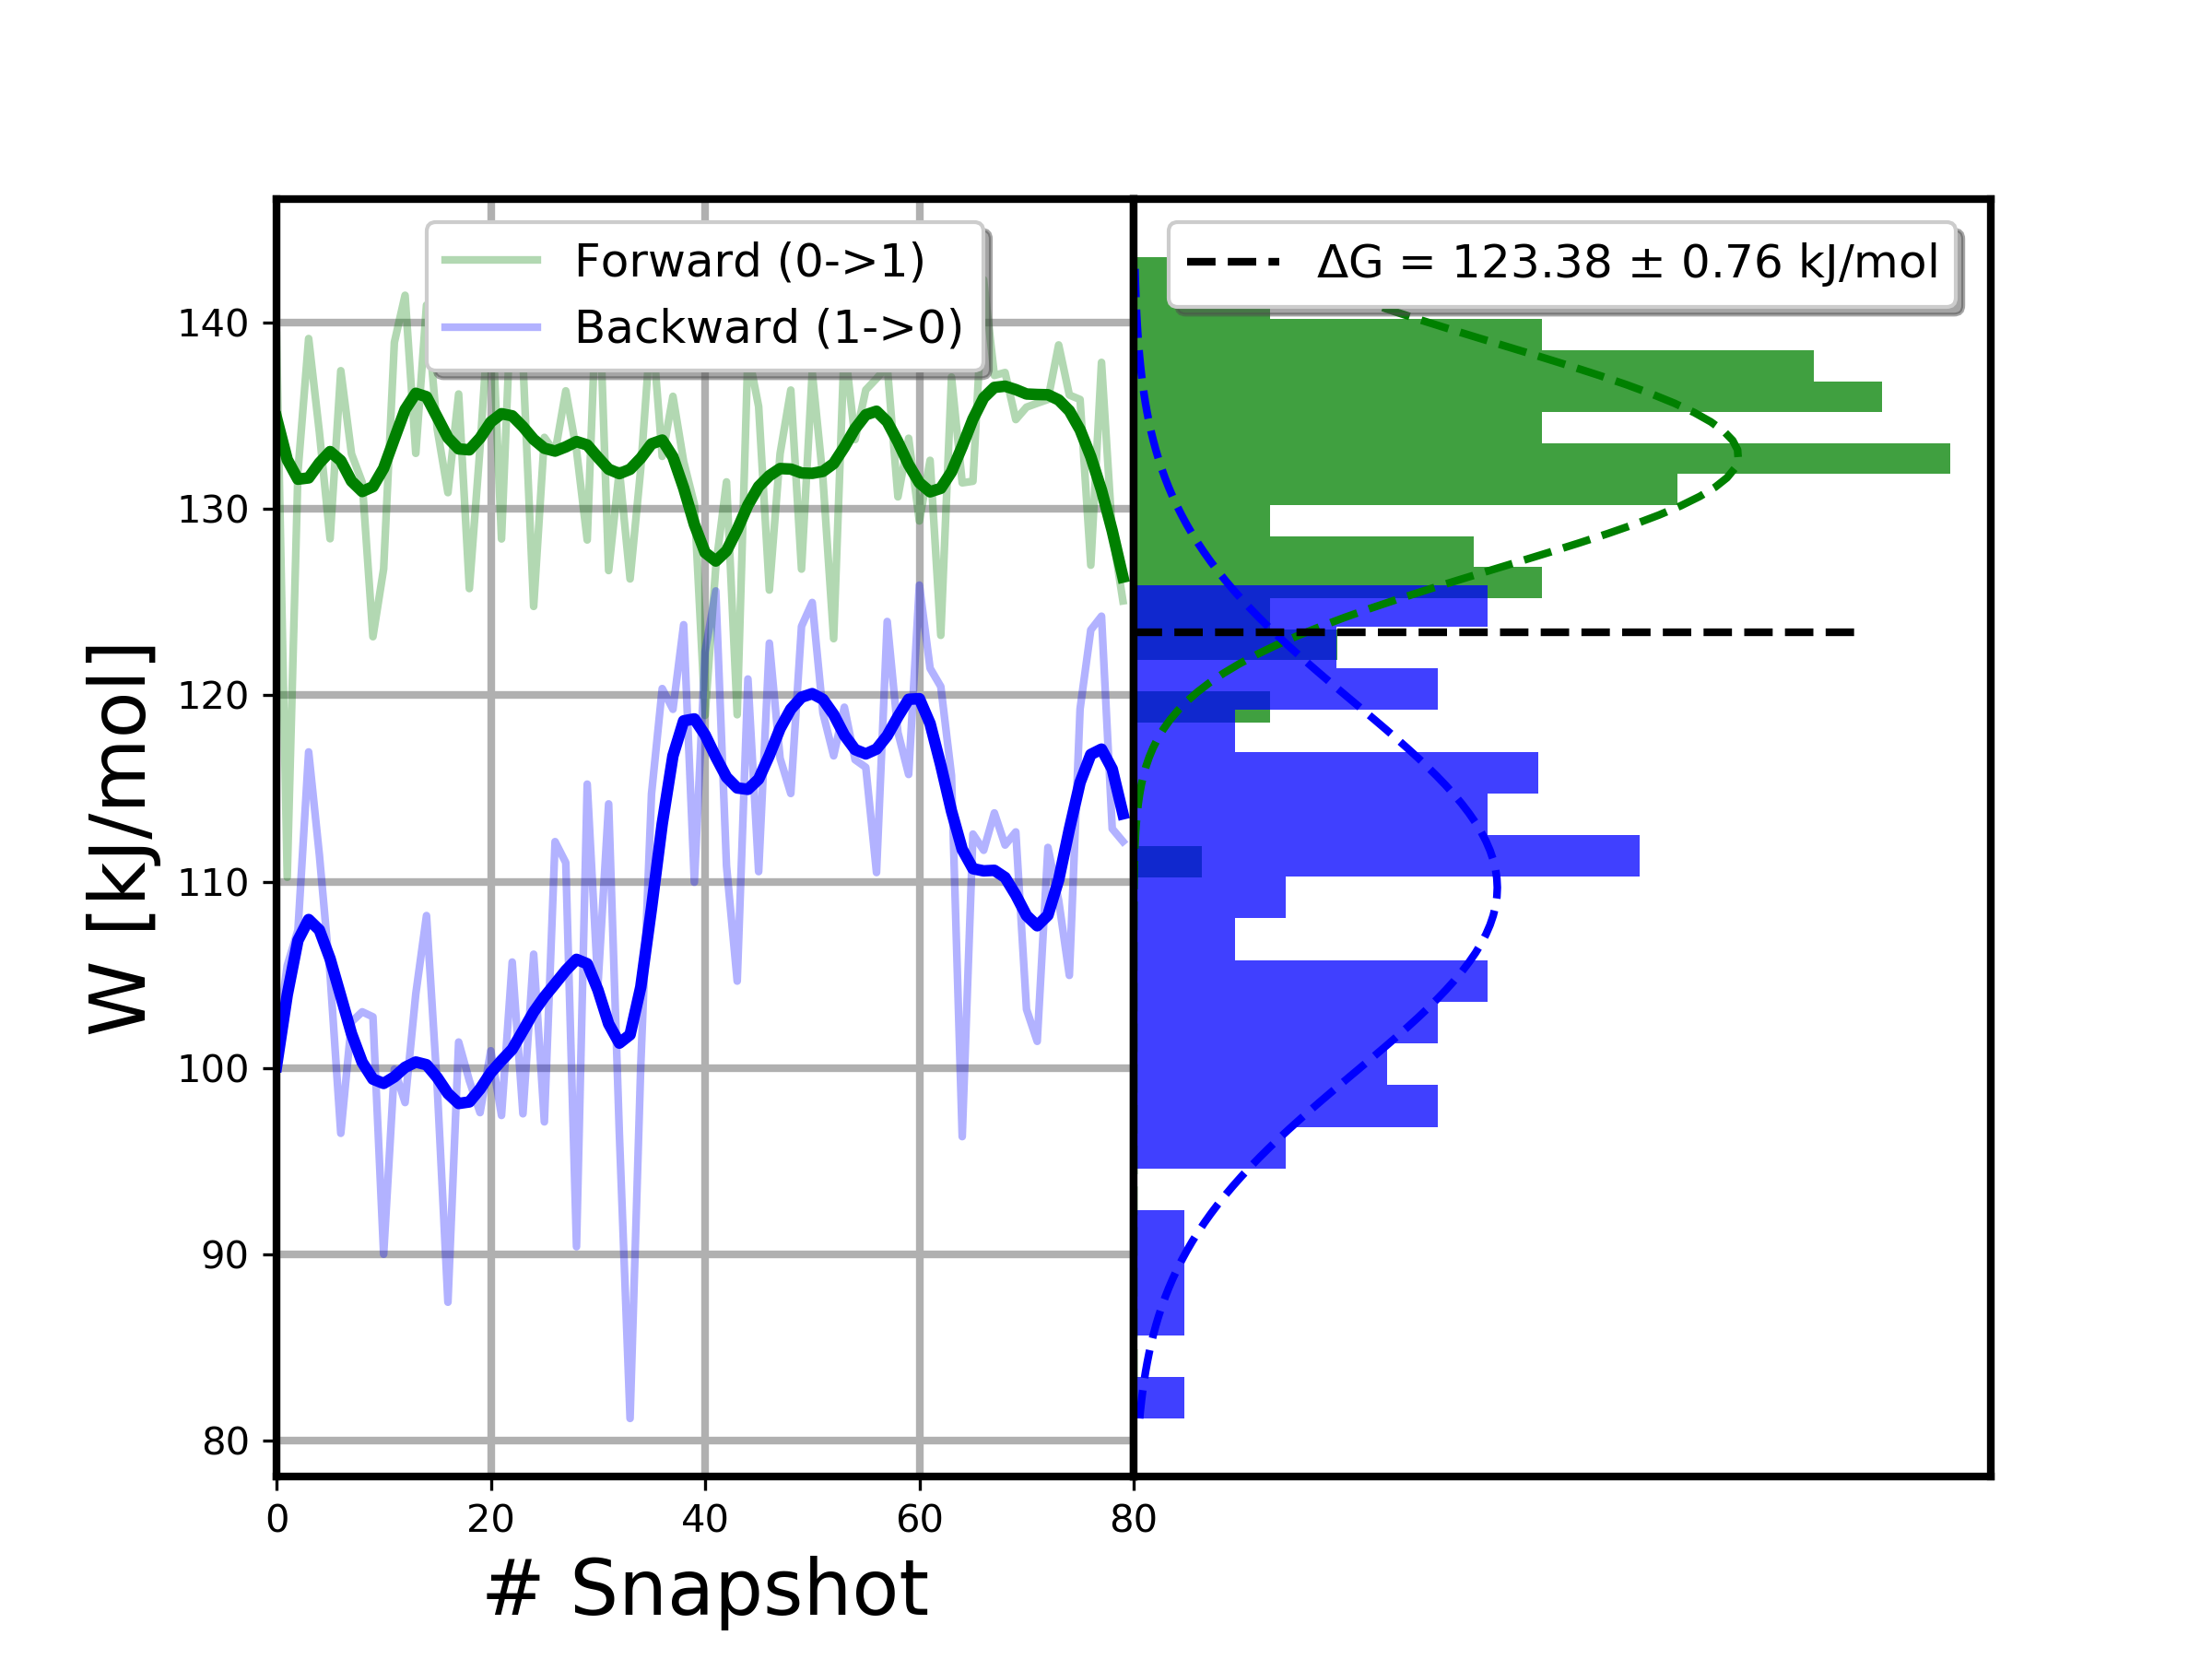 Forward (0->1)
Backward (1->0)
ΔG = 123.38 ± 0.76 kJ/mol
W [kJ/mol]
140
130
120
110
100
90
80
0 20 40 60 80
# Snapshot